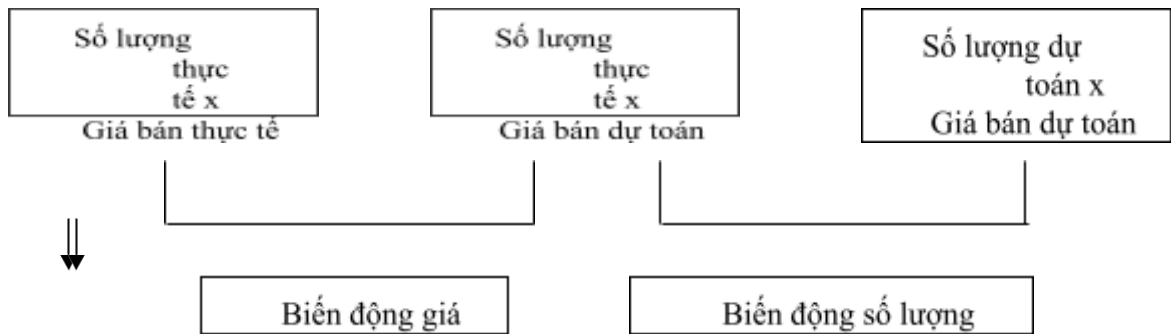 Số lượng
thực
tế x
Giá bán thực tế
Số lượng
thực
tế x
Giá bán dự toán
Số lượng dự
toán x
Giá bán dự toán
Biến động giá
Biến động số lượng